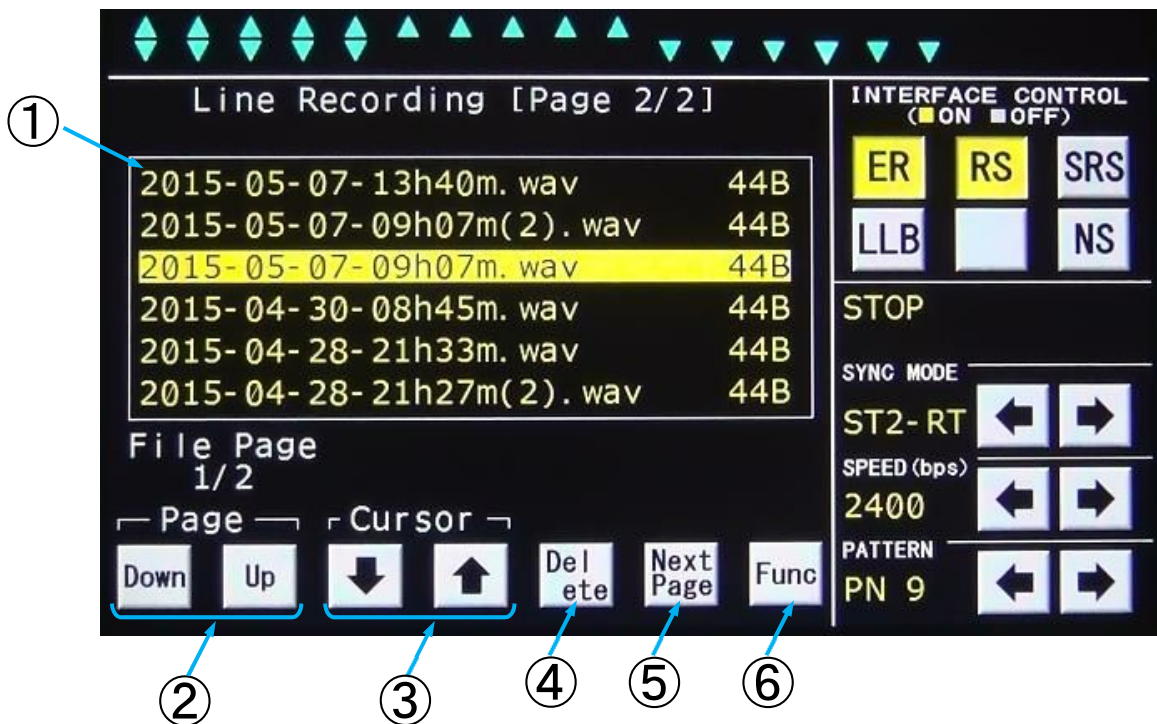 Line Recording [Page 2/2]
①
2015-05-07-13h40m.wav 44B
2015-05-07-09h07m(2).wav 44B
2015-05-07-09h07m.wav 44B
2015-04-30-08h45m.wav 44B
2015-04-28-21h33m.wav 44B
2015-04-28-21h27m(2).wav 44B
File Page
1/2
Page Cursor
Down Up Del
ete Next
Page Func
② ③ ④ ⑤ ⑥
INTERFACE CONTROL
(■ON ■OFF)
ER RS SRS
LLB NS
STOP
SYNC MODE
ST2-RT
SPEED(bps)
2400
PATTERN
PN 9